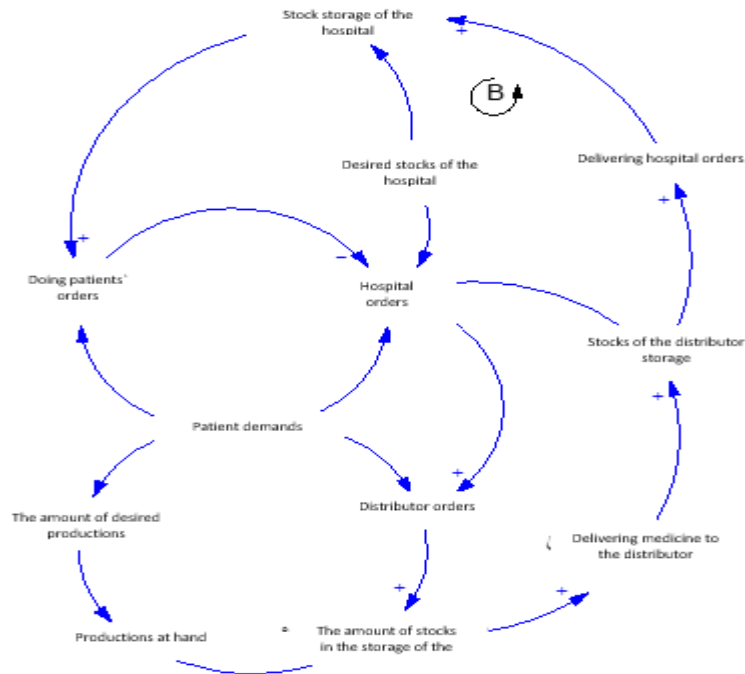 Stock storage of the
hospital
+
B
Desired stocks of the
hospital
Delivering hospital orders
+
+
−
Doing patients`
orders
Hospital
orders
Stocks of the distributor
storage
+
Patient demands
+
Distributor orders
The amount of desired
productions
Delivering medicine to
the distributor
+
+
Productions at hand
The amount of stocks
in the storage of the